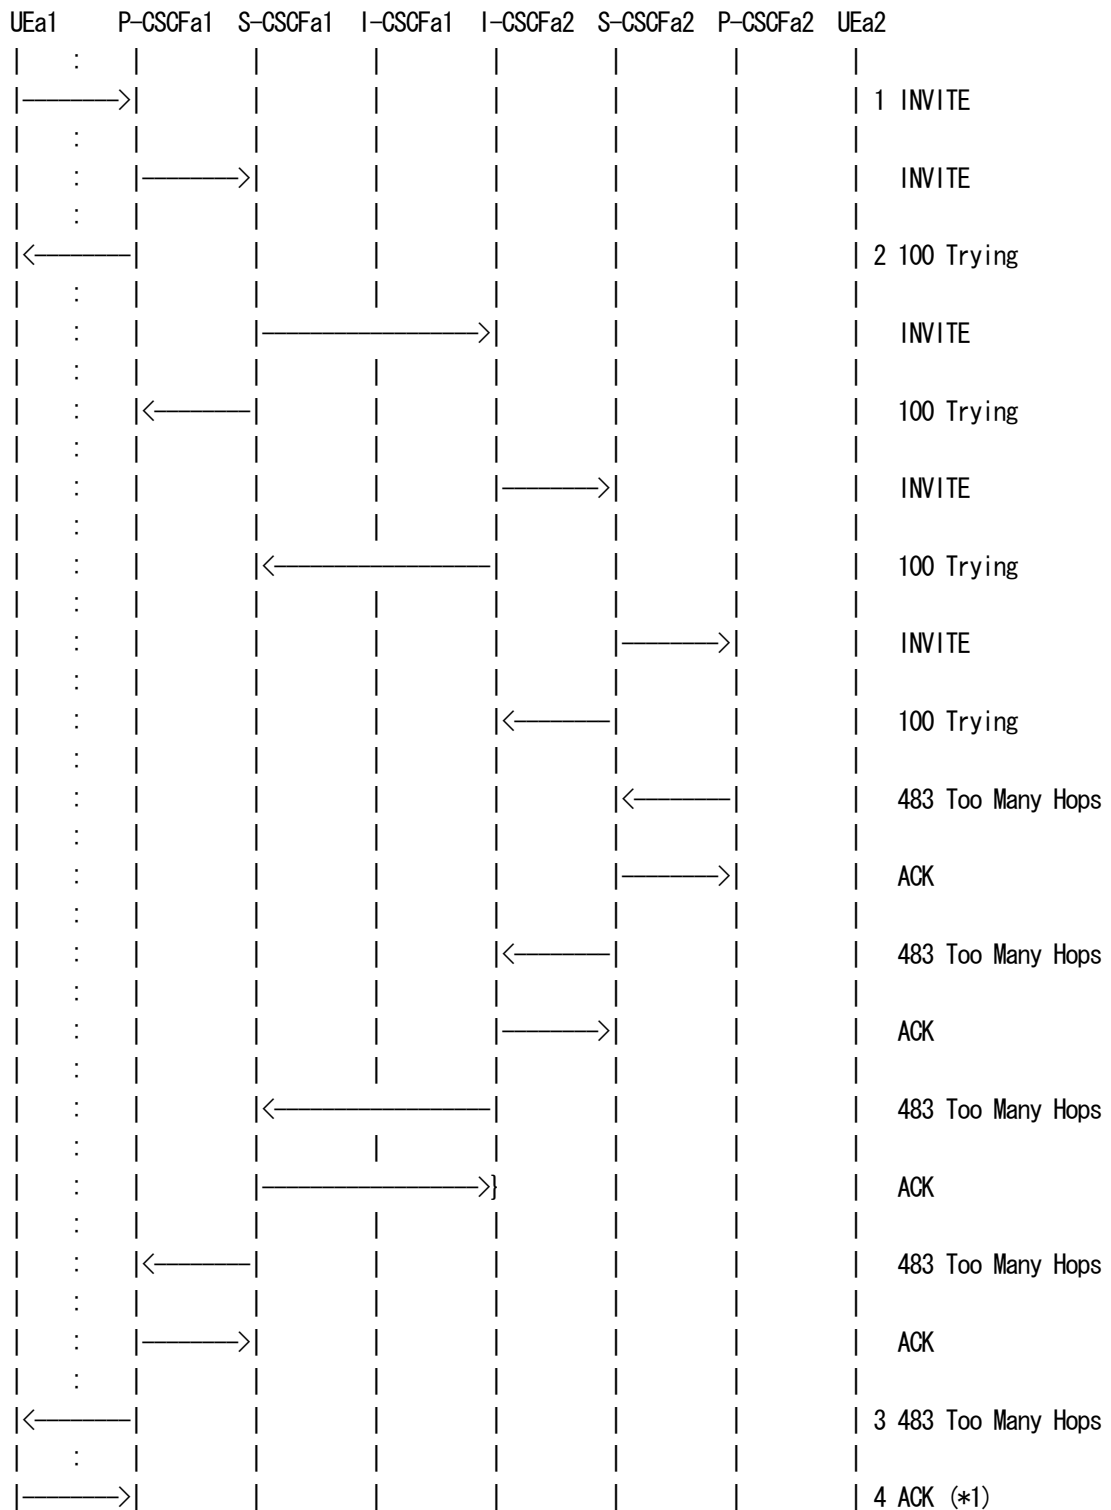 UEa1 P-CSCFa1 S-CSCFa1 I-CSCFa1 I-CSCFa2 S-CSCFa2 P-CSCFa2 UEa2
1 INVITE
INVITE
2 100 Trying
INVITE
100 Trying
INVITE
100 Trying
INVITE
100 Trying
483 Too Many Hops
ACK
483 Too Many Hops
ACK
483 Too Many Hops
ACK
483 Too Many Hops
ACK
3 483 Too Many Hops
4 ACK (*1)